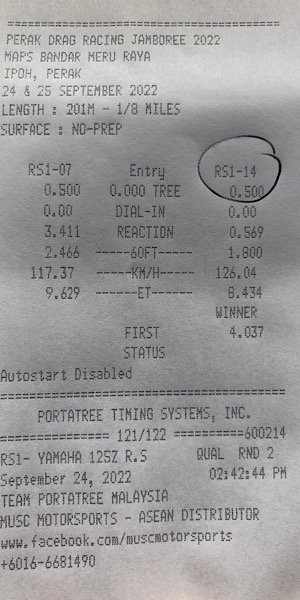 ================================
PERAK DRAG RACING JAMBOREE 2022
MAPS BANDAR MERU RAYA
IPOH, PERAK
24 & 25 SEPTEMBER 2022
LENGTH : 201M - 1/8 MILES
SURFACE : NO-PREP
RS1-07 Entry RS1-14
0.500 0.000 TREE 0.500
0.00 DIAL-IN 0.00
3.411 REACTION 0.569
2.466 -----60FT----- 1.800
117.37 ------KM/H----- 126.04
9.629 ------ET------ 8.434
WINNER
FIRST 4.037
STATUS
Autostart Disabled
================================
PORTATREE TIMING SYSTEMS, INC.
============ 121/122 ==========600214
RS1- YAMAHA 125Z R.S QUAL RND 2
September 24, 2022 02:42:44 PM
TEAM PORTATREE MALAYSIA
MUSC MOTORSPORTS - ASEAN DISTRIBUTOR
www.facebook.com/muscmotorsports
+6016-6681490